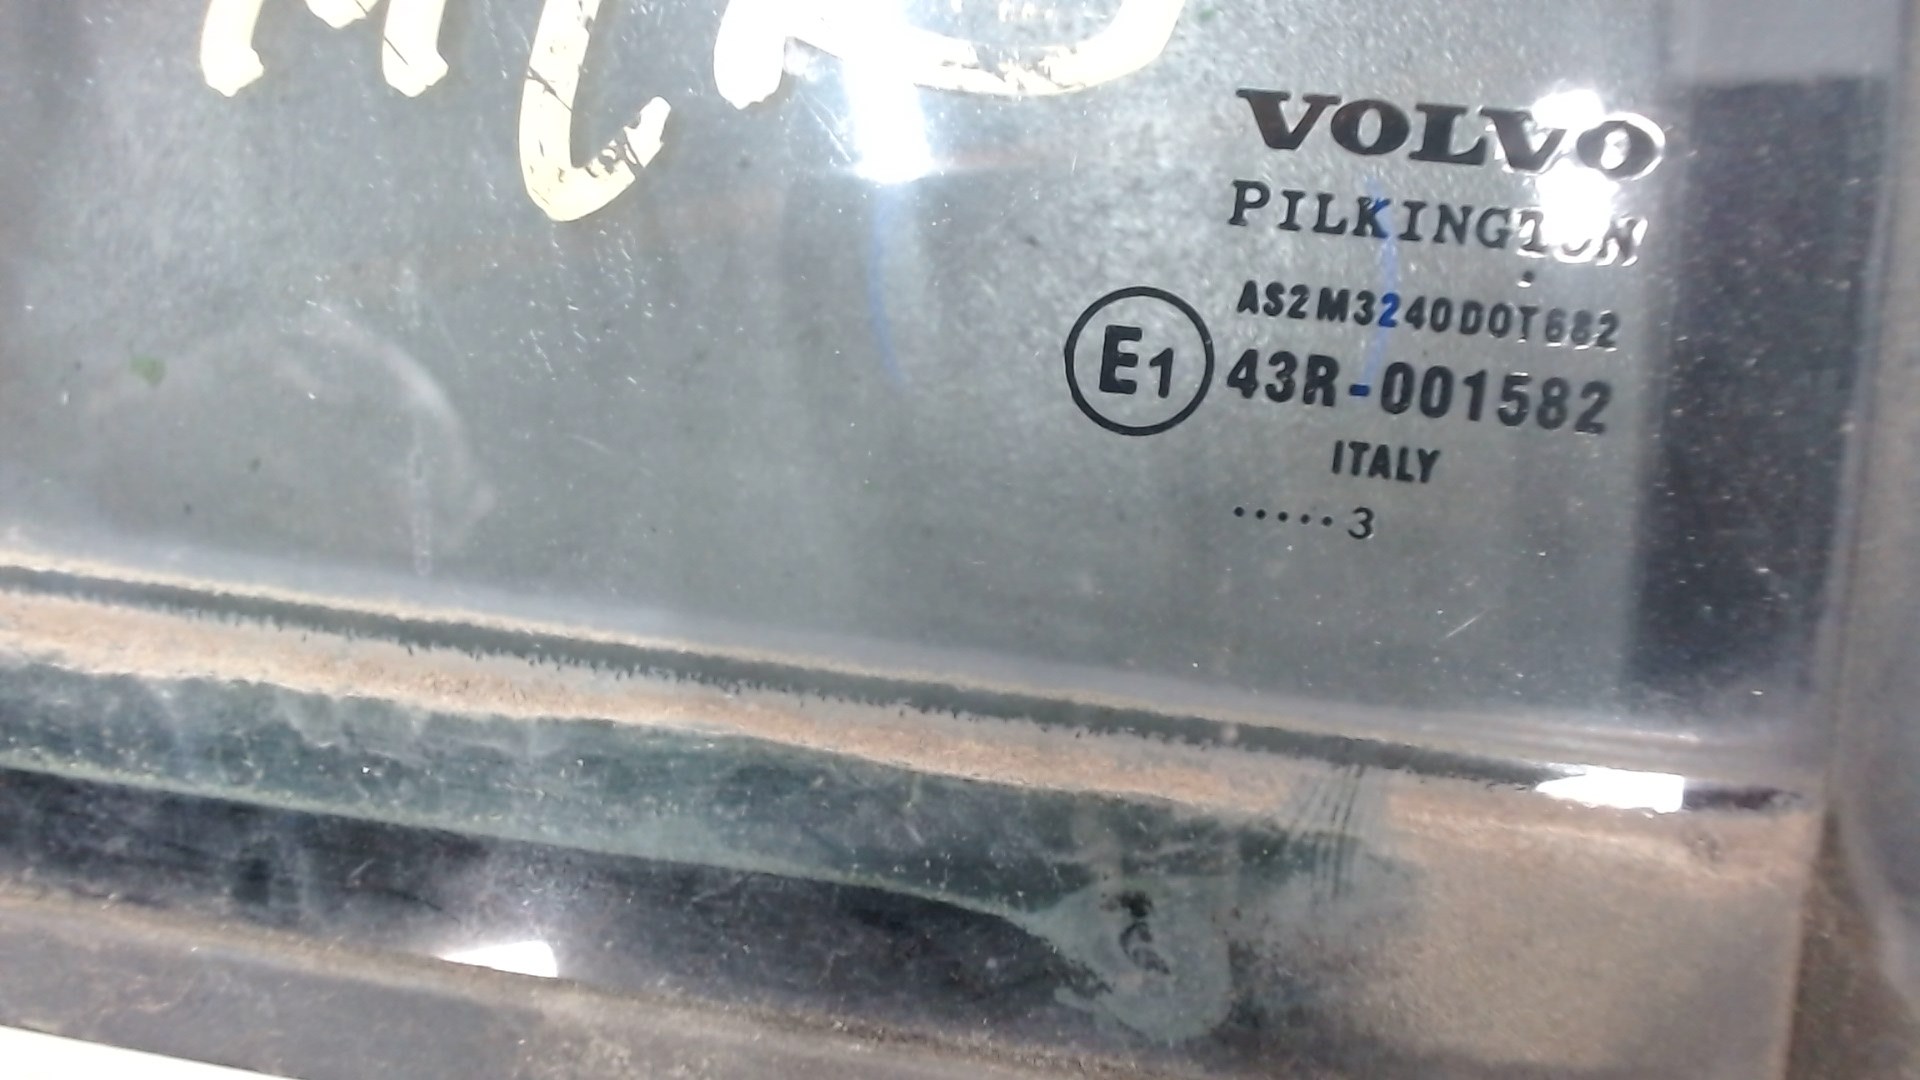 VOLVO
PILKINGTON
.
AS2 M3240 DOT 682
E1 43R-001582
ITALY
.....3